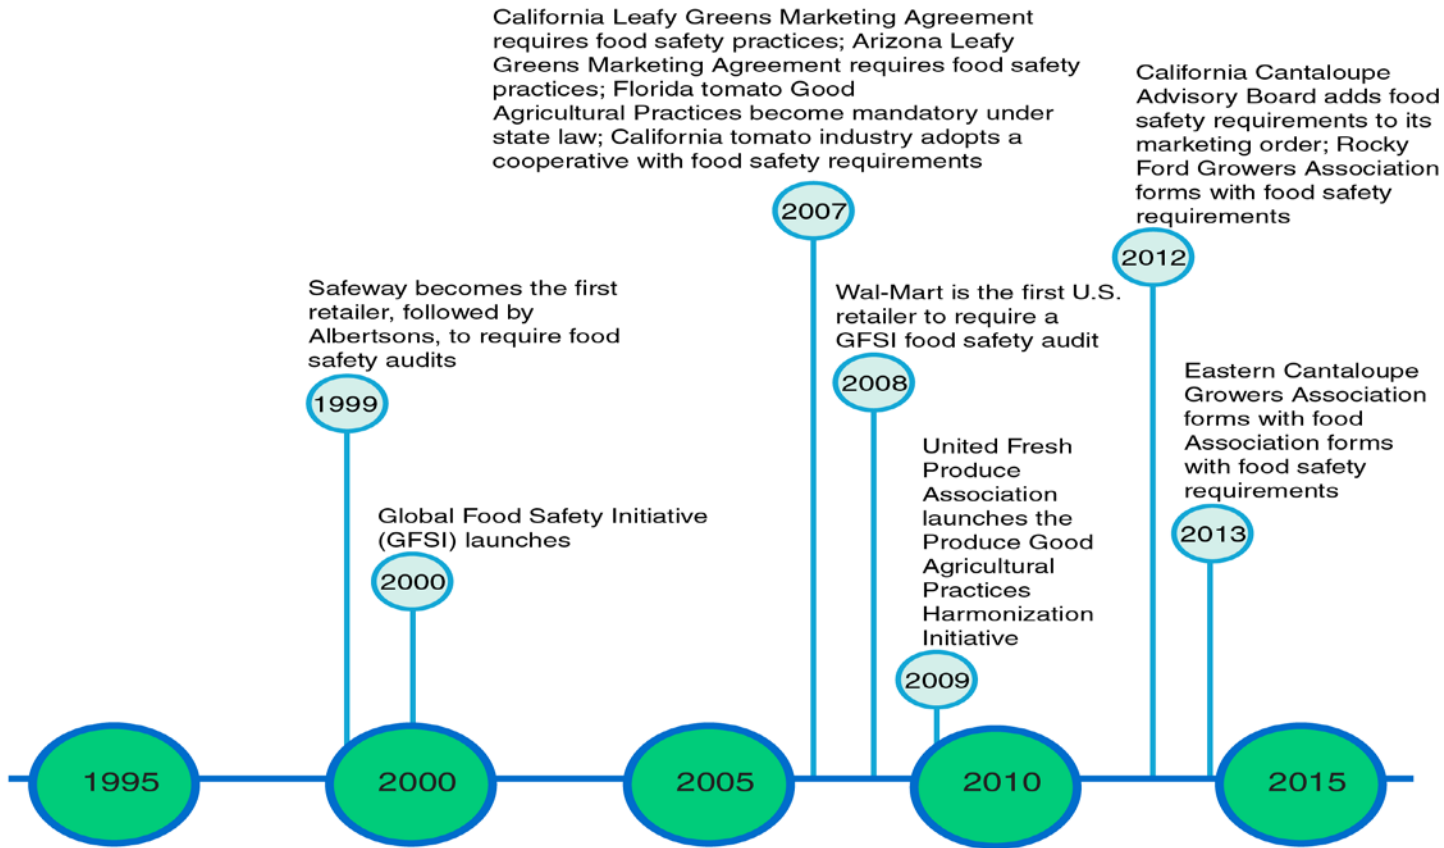 California Leafy Greens Marketing Agreement
requires food safety practices; Arizona Leafy
Greens Marketing Agreement requires food safety
practices; Florida tomato Good
Agricultural Practices become mandatory under
state law; California tomato industry adopts a
cooperative with food safety requirements
2007
California Cantaloupe
Advisory Board adds food
safety requirements to its
marketing order; Rocky
Ford Growers Association
forms with food safety
requirements
2012
Safeway becomes the first
retailer, followed by
Albertsons, to require food
safety audits
1999
Wal-Mart is the first U.S.
retailer to require a
GFSI food safety audit
2008
Eastern Cantaloupe
Growers Association
forms with food
Association forms
with food safety
requirements
2013
United Fresh
Produce
Association
launches the
Produce Good
Agricultural
Practices
Harmonization
Initiative
2009
Global Food Safety Initiative
(GFSI) launches
2000
1995
2000
2005
2010
2015